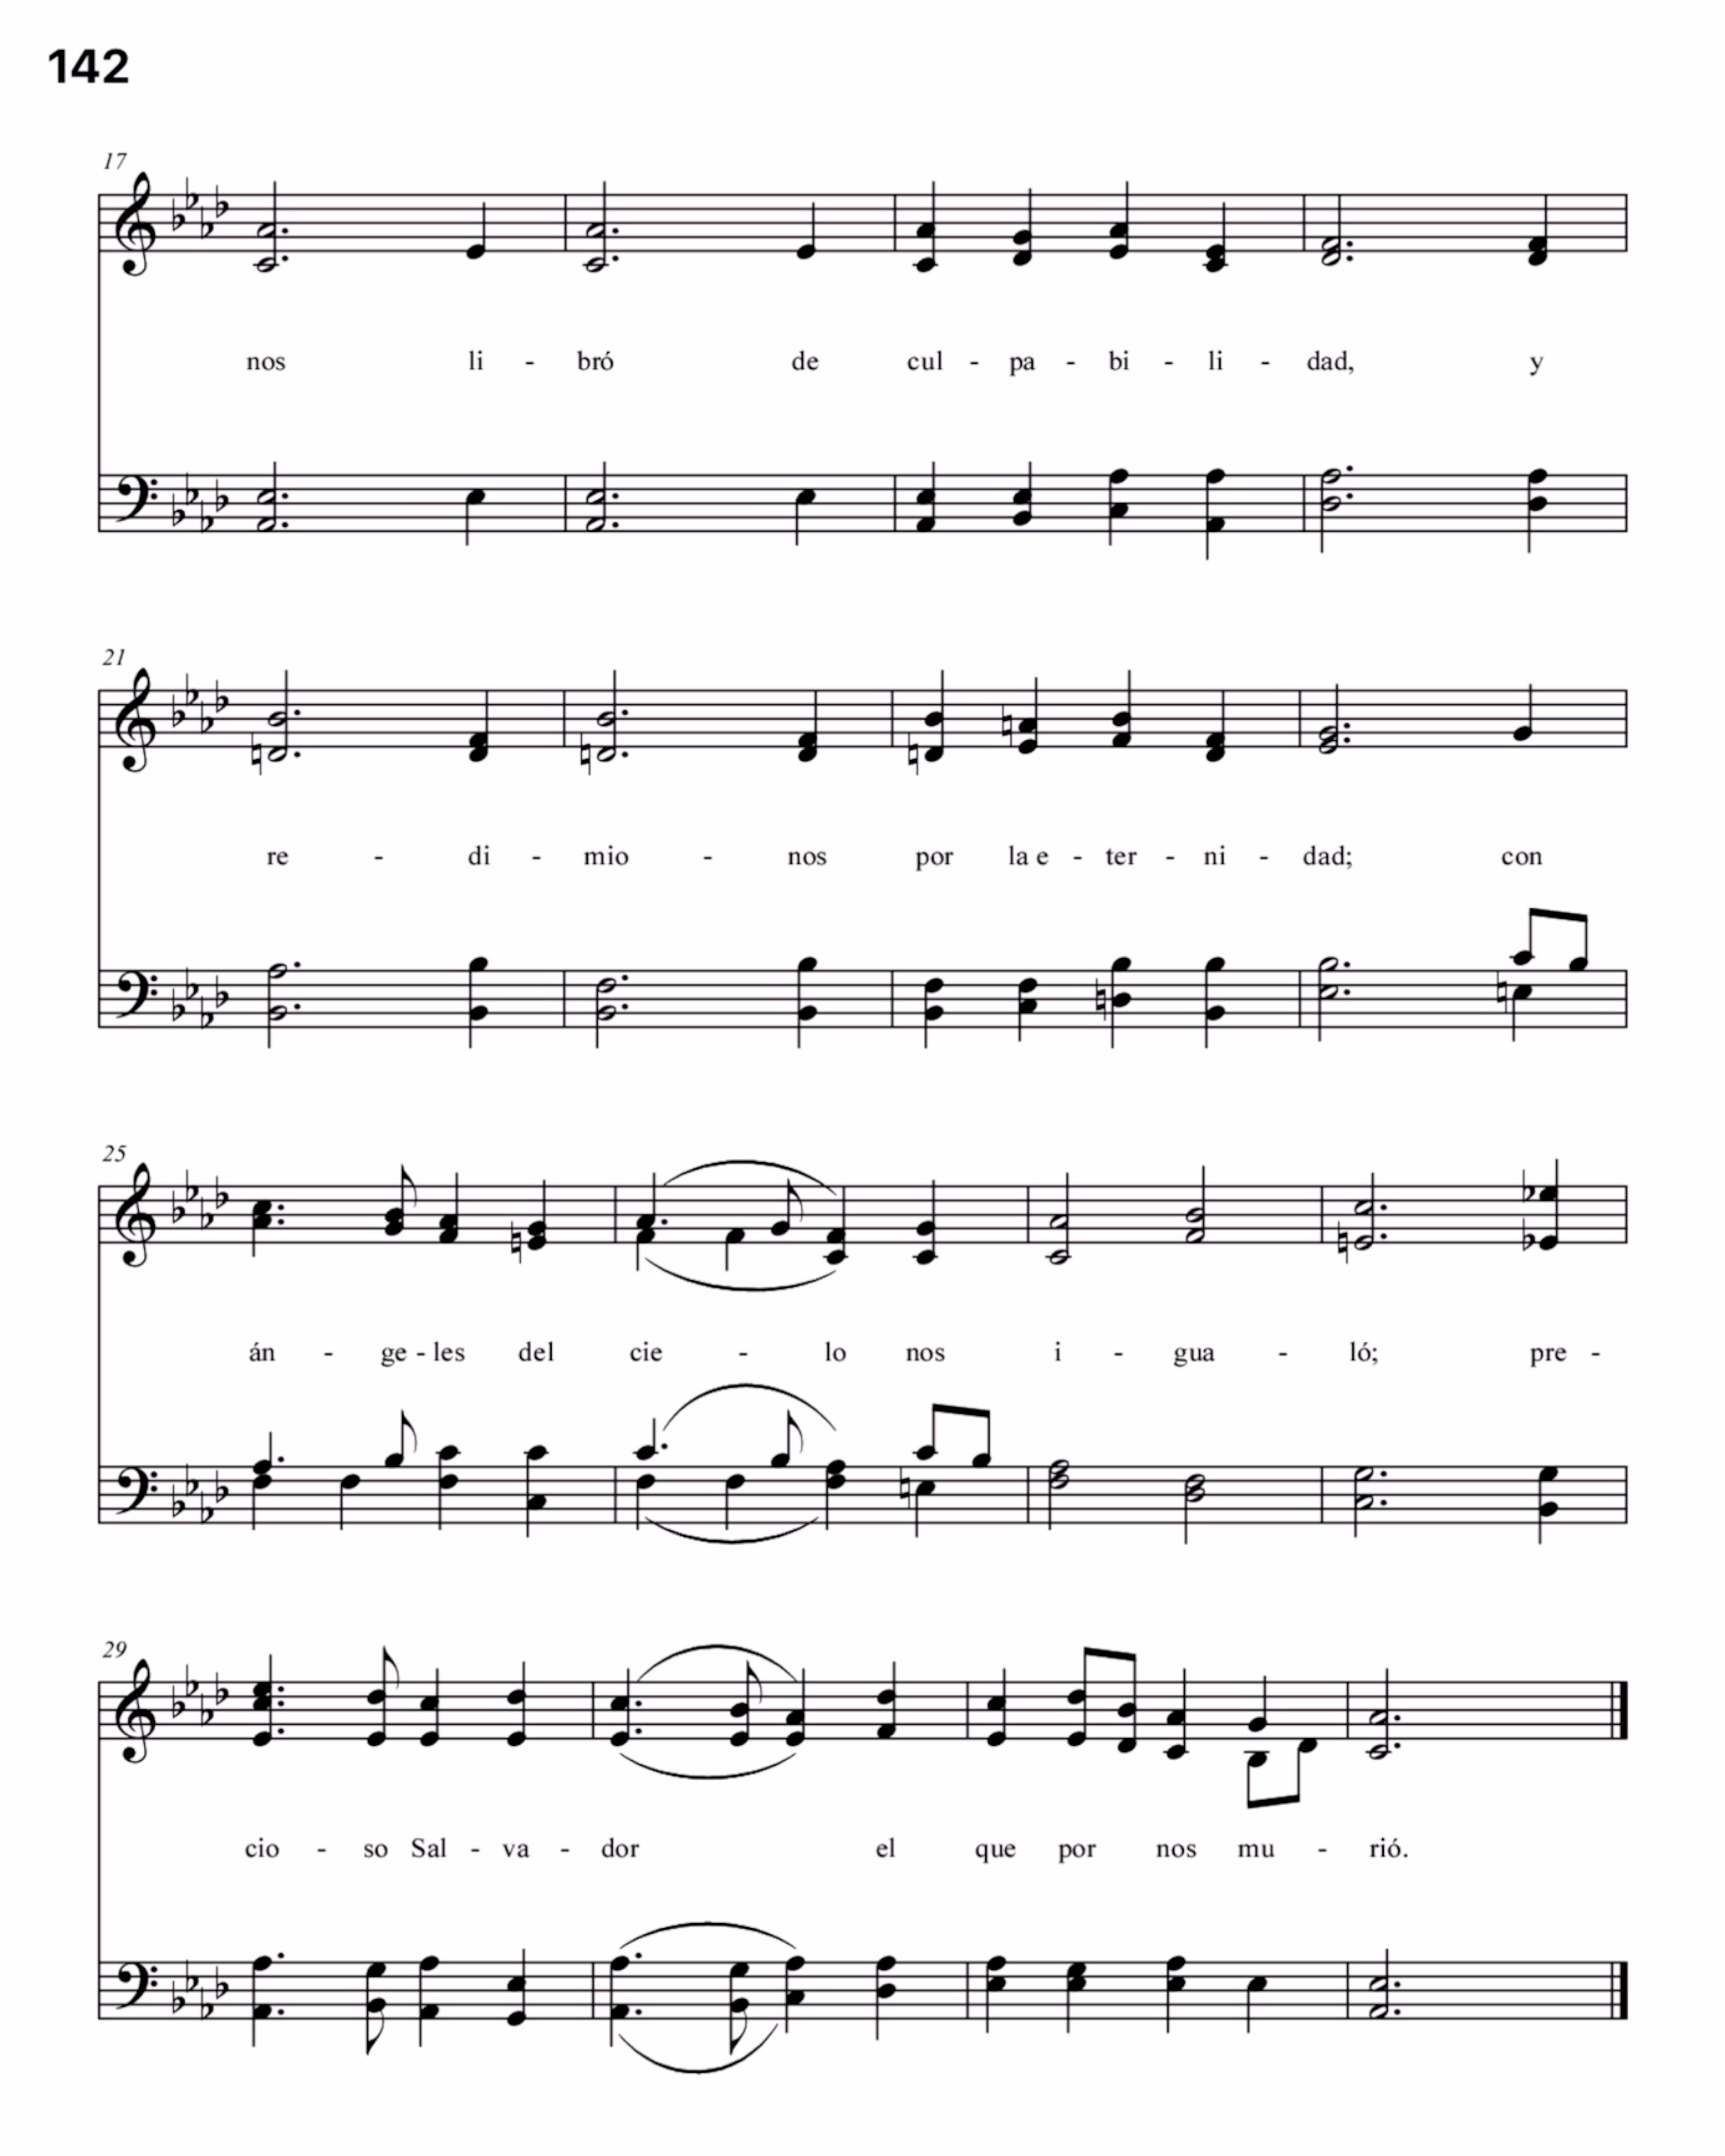 142
17
nos li - bró de cul - pa - bi - li - dad, y
21
re - di - mio - nos por la e - ter - ni - dad; con
25
án - ge - les del cie - lo nos i - gua - ló; pre -
29
cio - so Sal - va - dor el que por nos mu - rió.